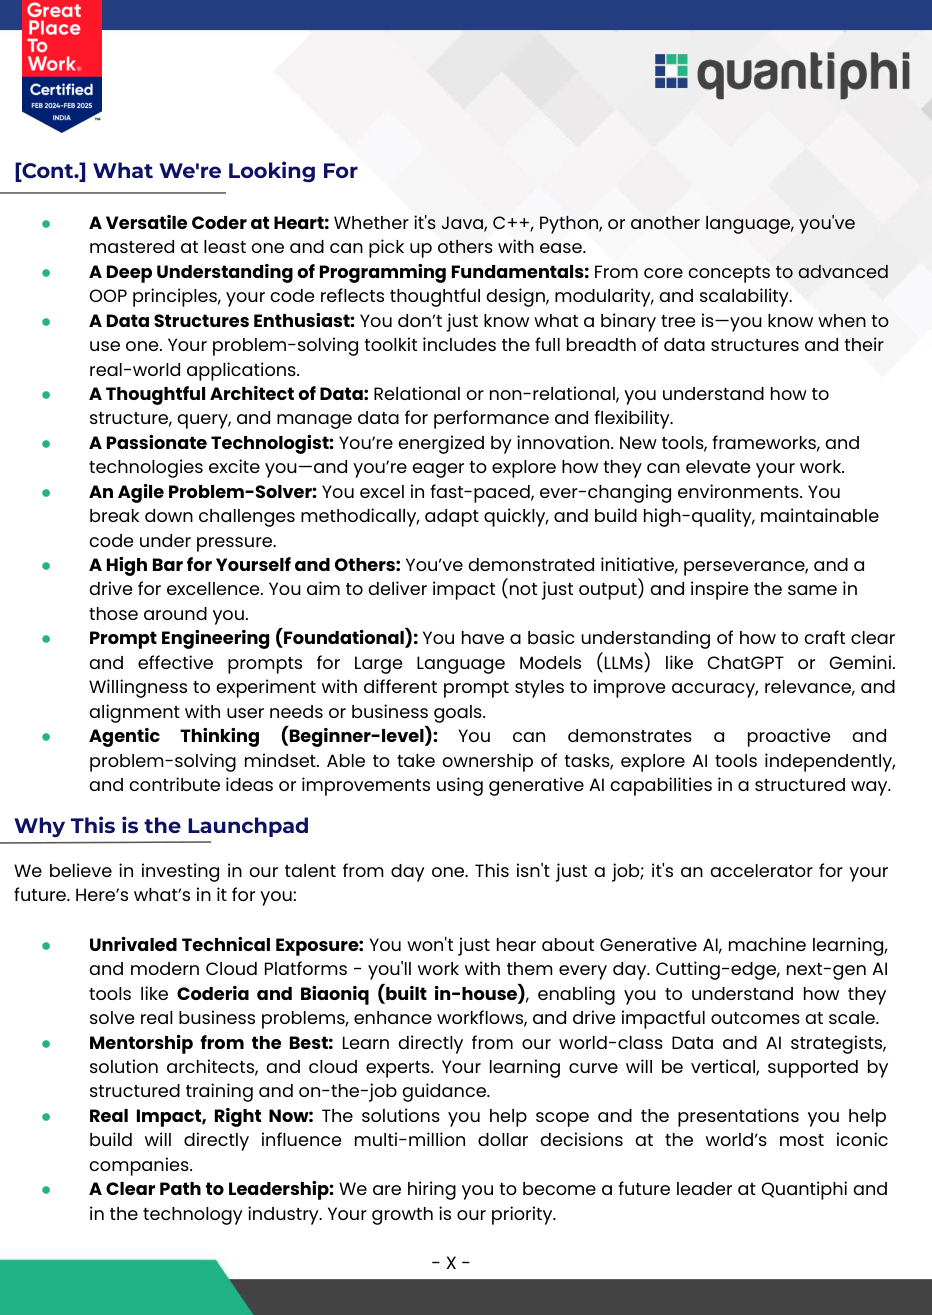 Great
Place
To
Work®
Certified
FEB 2024-FEB 2025
INDIA
™
quantiphi
[Cont.] What We're Looking For
● A Versatile Coder at Heart: Whether it's Java, C++, Python, or another language, you've
mastered at least one and can pick up others with ease.
● A Deep Understanding of Programming Fundamentals: From core concepts to advanced
OOP principles, your code reflects thoughtful design, modularity, and scalability.
● A Data Structures Enthusiast: You don’t just know what a binary tree is—you know when to
use one. Your problem-solving toolkit includes the full breadth of data structures and their
real-world applications.
● A Thoughtful Architect of Data: Relational or non-relational, you understand how to
structure, query, and manage data for performance and flexibility.
● A Passionate Technologist: You’re energized by innovation. New tools, frameworks, and
technologies excite you—and you’re eager to explore how they can elevate your work.
● An Agile Problem-Solver: You excel in fast-paced, ever-changing environments. You
break down challenges methodically, adapt quickly, and build high-quality, maintainable
code under pressure.
● A High Bar for Yourself and Others: You’ve demonstrated initiative, perseverance, and a
drive for excellence. You aim to deliver impact (not just output) and inspire the same in
those around you.
● Prompt Engineering (Foundational): You have a basic understanding of how to craft clear
and effective prompts for Large Language Models (LLMs) like ChatGPT or Gemini.
Willingness to experiment with different prompt styles to improve accuracy, relevance, and
alignment with user needs or business goals.
● Agentic Thinking (Beginner-level): You can demonstrates a proactive and
problem-solving mindset. Able to take ownership of tasks, explore AI tools independently,
and contribute ideas or improvements using generative AI capabilities in a structured way.
Why This is the Launchpad
We believe in investing in our talent from day one. This isn't just a job; it's an accelerator for your
future. Here’s what’s in it for you:
● Unrivaled Technical Exposure: You won't just hear about Generative AI, machine learning,
and modern Cloud Platforms - you'll work with them every day. Cutting-edge, next-gen AI
tools like Coderia and Biaoniq (built in-house), enabling you to understand how they
solve real business problems, enhance workflows, and drive impactful outcomes at scale.
● Mentorship from the Best: Learn directly from our world-class Data and AI strategists,
solution architects, and cloud experts. Your learning curve will be vertical, supported by
structured training and on-the-job guidance.
● Real Impact, Right Now: The solutions you help scope and the presentations you help
build will directly influence multi-million dollar decisions at the world’s most iconic
companies.
● A Clear Path to Leadership: We are hiring you to become a future leader at Quantiphi and
in the technology industry. Your growth is our priority.
- X -